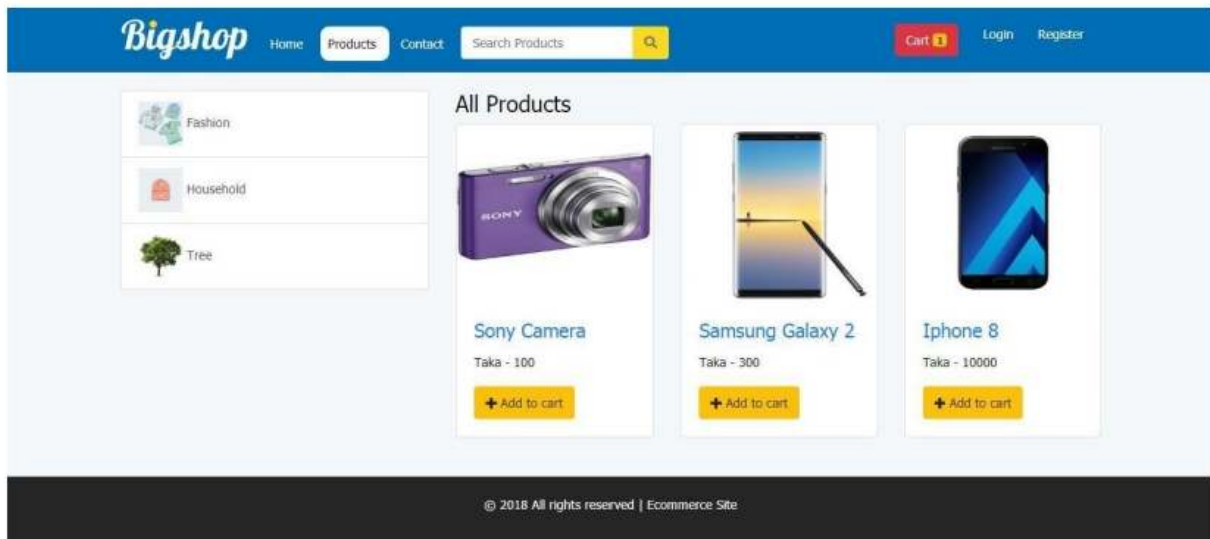 Bigshop Home Products Contact Search Products Cart 1 Login Register
Fashion
Household
Tree
All Products
SONY
SAMSUNG
Sony Camera
Taka - 100
Add to cart
Samsung Galaxy 2
Taka - 300
Add to cart
Iphone 8
Taka - 10000
Add to cart
© 2018 All rights reserved | Ecommerce Site